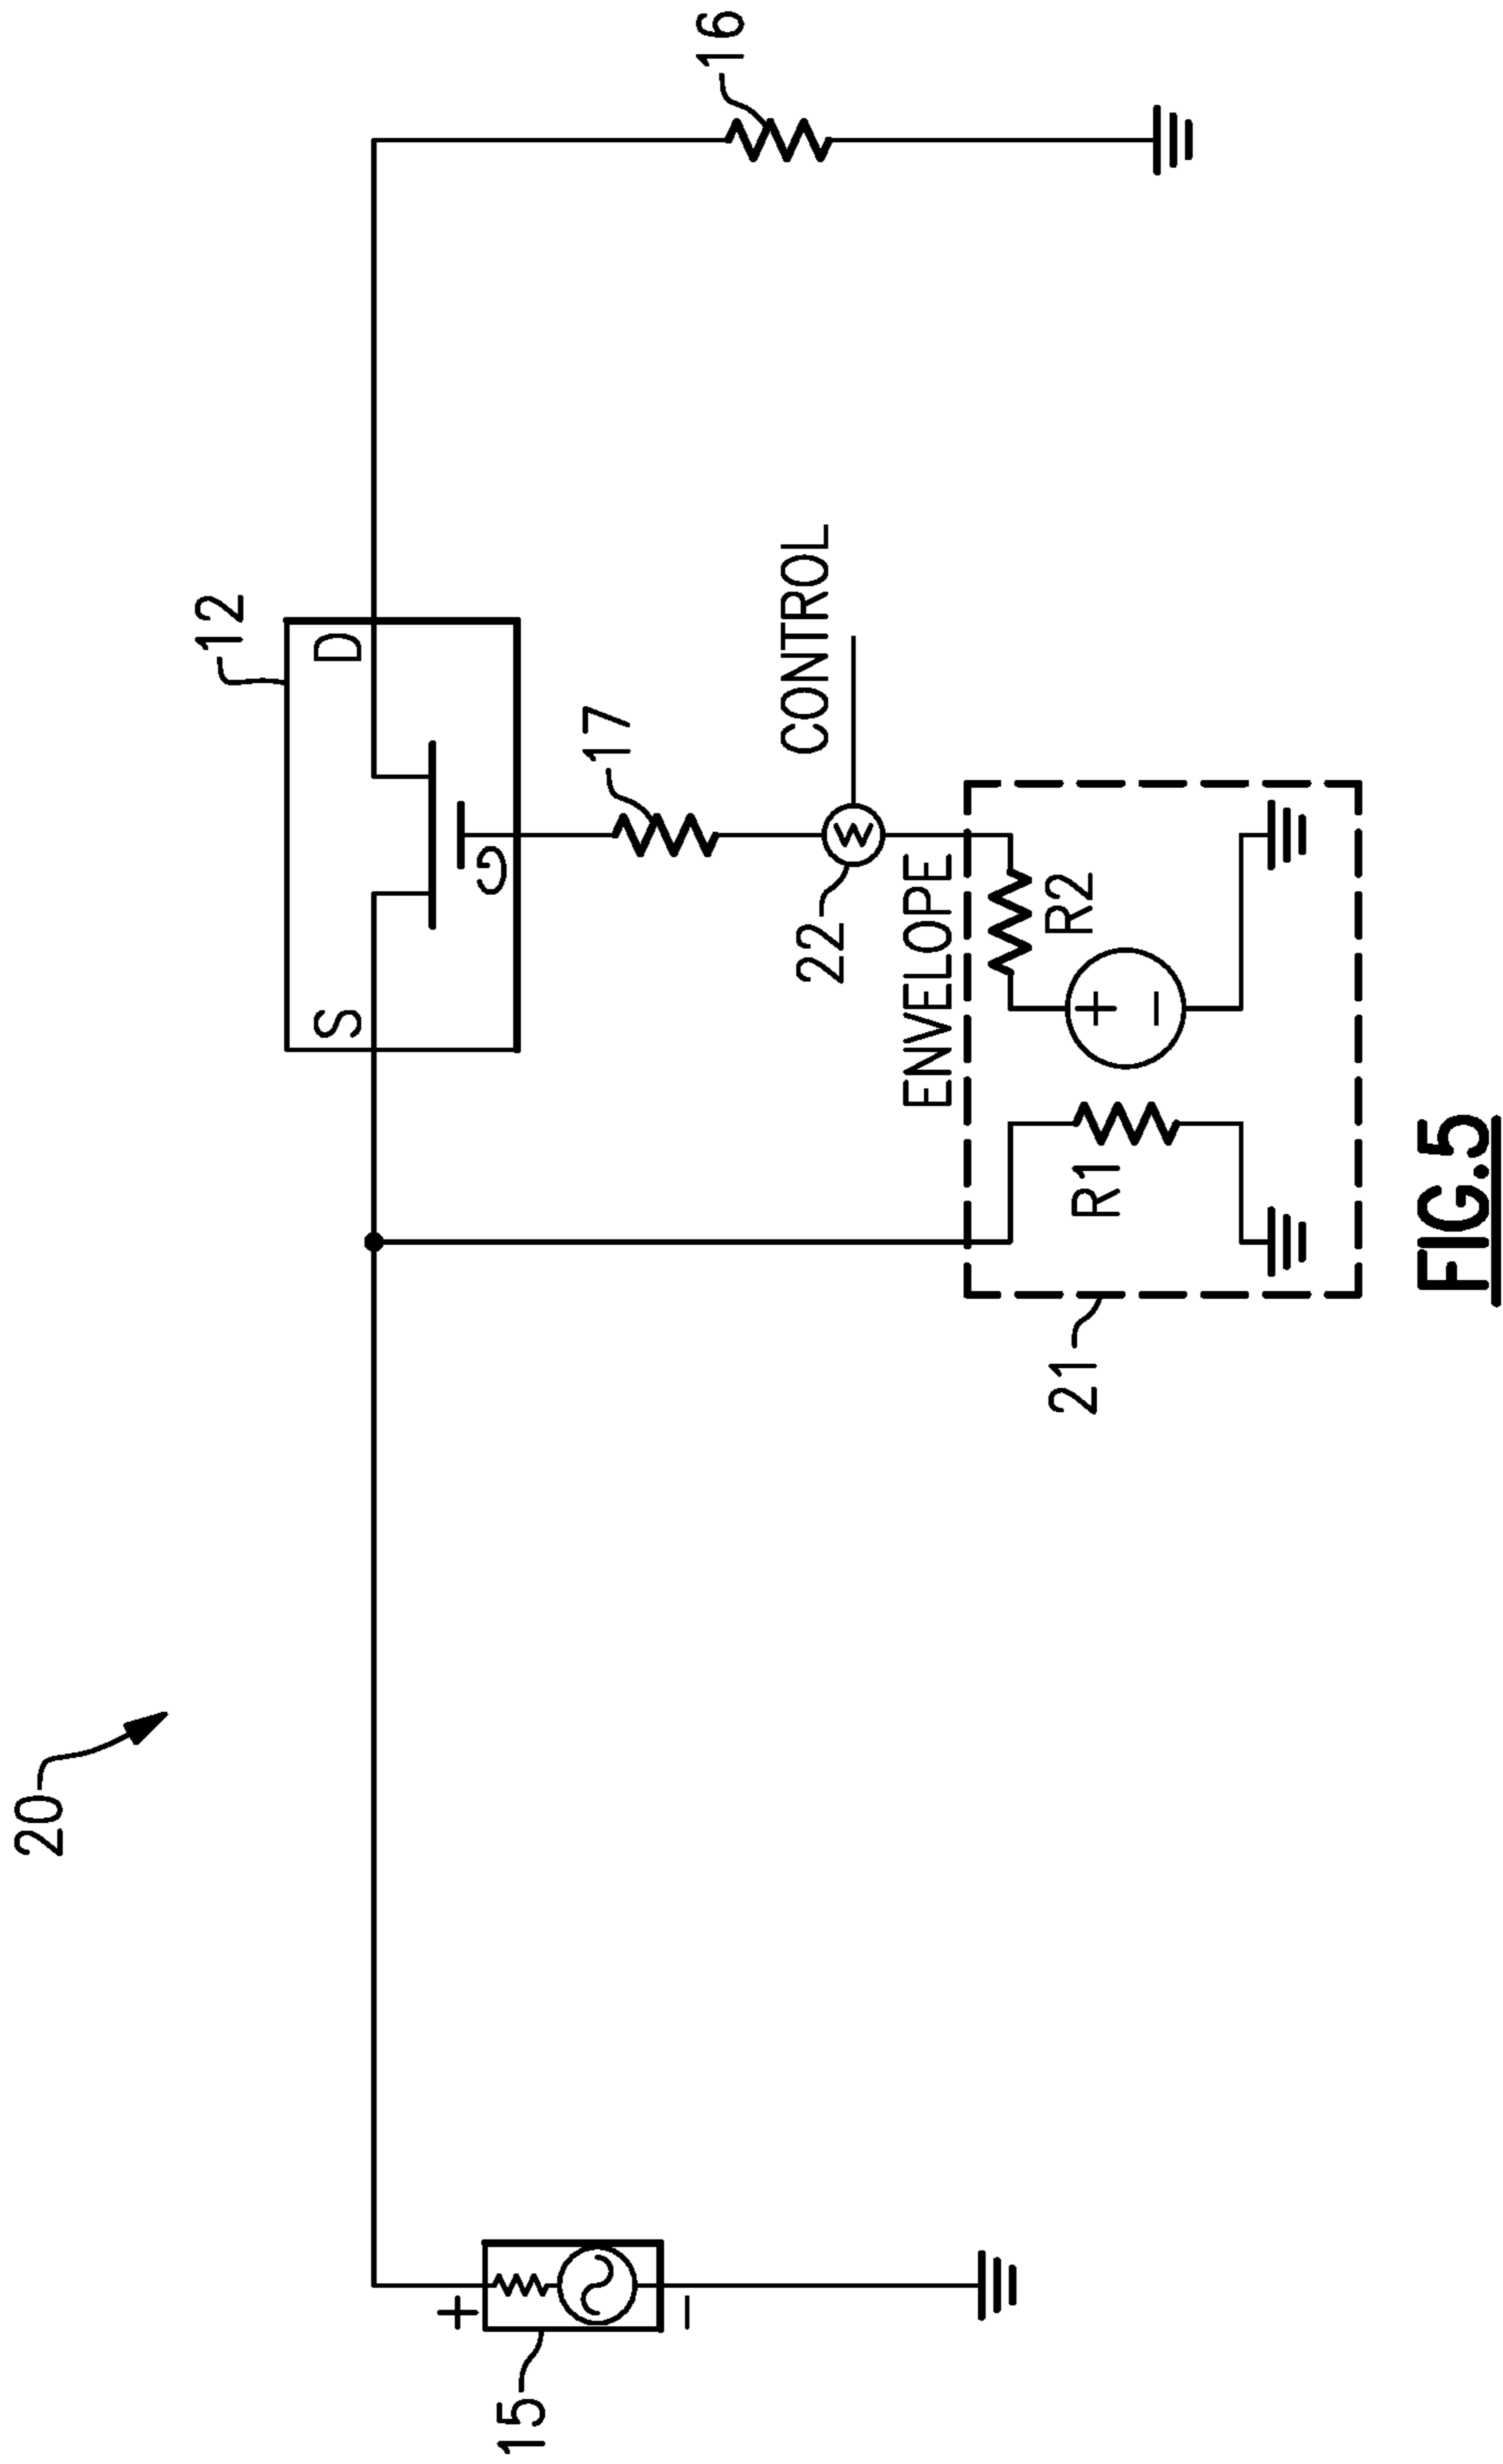 20
12
16
S
D
G
17
CONTROL
22
ENVELOPE
R1
R2
+
−
21
+
−
15
FIG.5